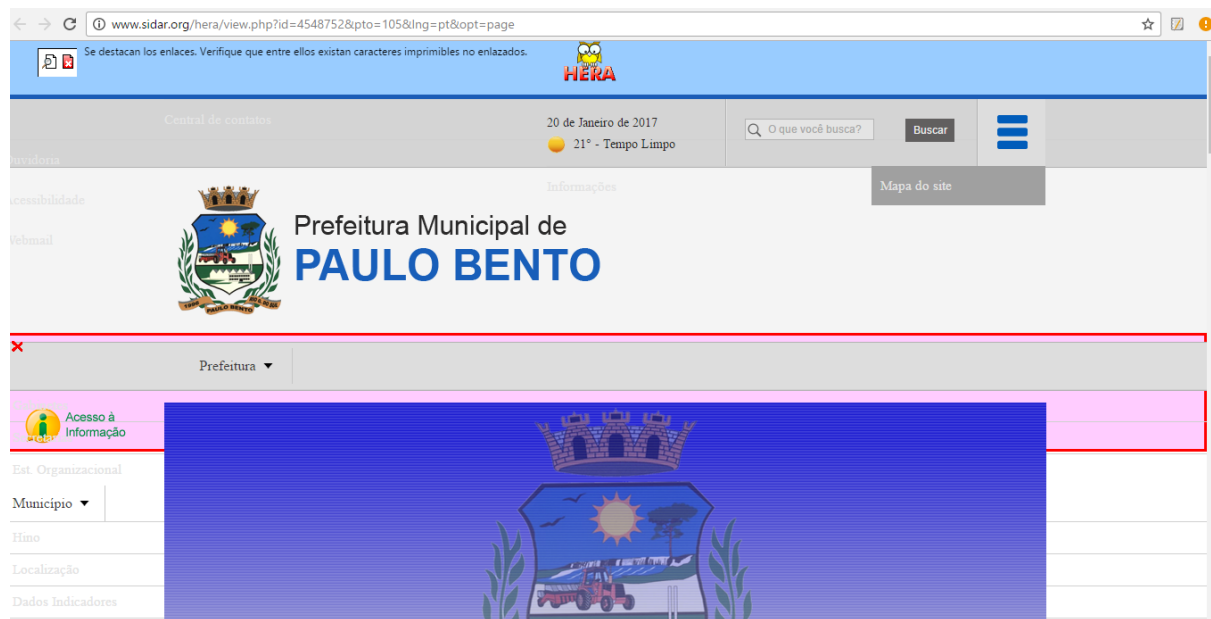 www.sidar.org/hera/view.php?id=4548752&pto=105&lng=pt&opt=page
Se destacan los enlaces. Verifique que entre ellos existan caracteres imprimibles no enlazados.
HERA
Central de contatos
20 de Janeiro de 2017
O que você busca?
Buscar
21° - Tempo Limpo
Ouvidoria
Informações
Mapa do site
Acessibilidade
Webmail
Prefeitura Municipal de
PAULO BENTO
PAULO BENTO
Prefeitura
Acesso à
Informação
Est. Organizacional
Município
Hino
Localização
Dados Indicadores